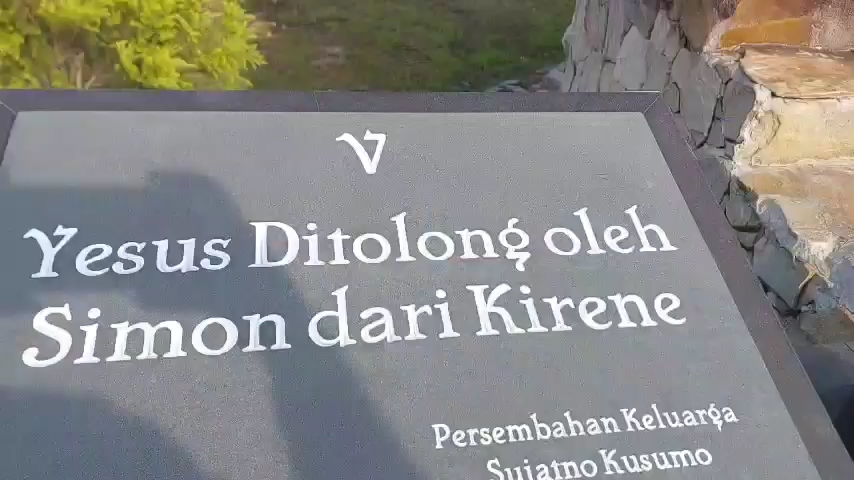 V
Yesus Ditolong oleh
Simon dari Kirene
Persembahan Keluarga
Sujatno Kusumo